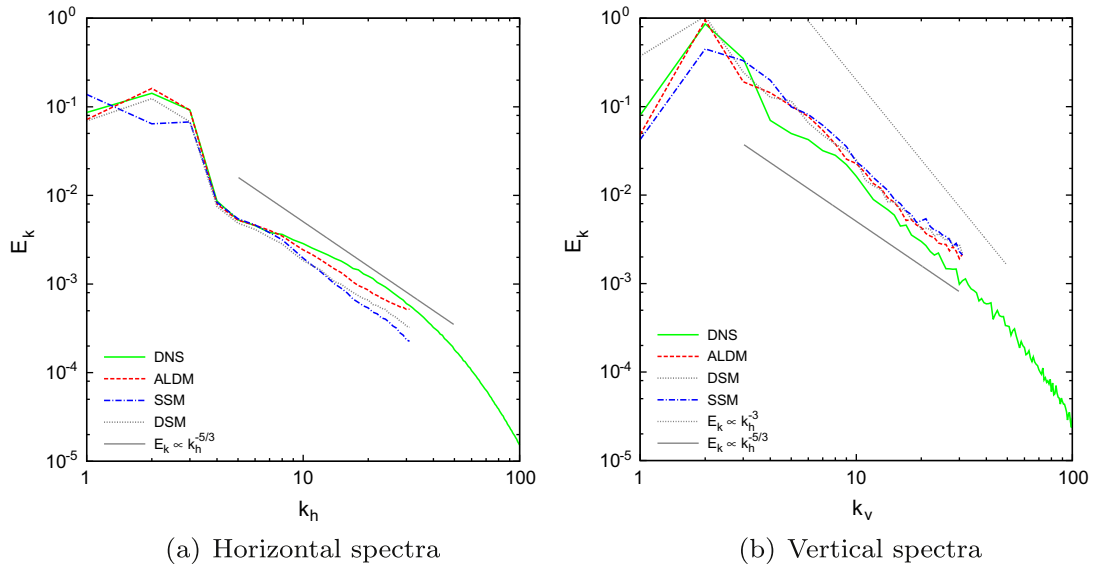 10^0
10^-1
10^-2
10^-3
10^-4
10^-5
E_k
DNS
ALDM
SSM
DSM
E_k ∝ k_h^-5/3
1 10 100
k_h
(a) Horizontal spectra
10^0
10^-1
10^-2
10^-3
10^-4
10^-5
E_k
DNS
ALDM
DSM
SSM
E_k ∝ k_h^-3
E_k ∝ k_h^-5/3
1 10 100
k_v
(b) Vertical spectra